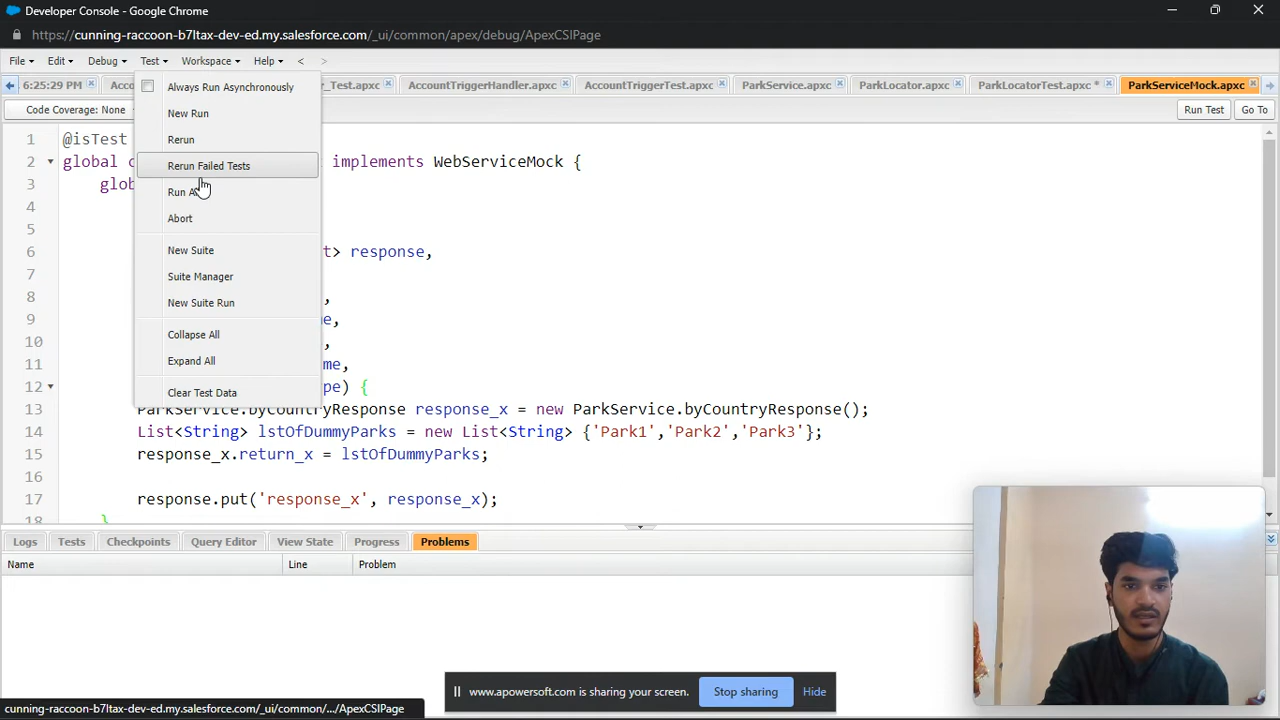 Developer Console - Google Chrome
https://cunning-raccoon-b7ltax-dev-ed.my.salesforce.com/_ui/common/apex/debug/ApexCSIPage
File Edit Debug Test Workspace Help < >
6:25:29 PM Acco _Test.apxc AccountTriggerHandler.apxc AccountTriggerTest.apxc ParkService.apxc ParkLocator.apxc ParkLocatorTest.apxc * ParkServiceMock.apxc
Code Coverage: None Run Test Go To
Always Run Asynchronously
New Run
Rerun
Rerun Failed Tests
Run
Abort
New Suite
Suite Manager
New Suite Run
Collapse All
Expand All
Clear Test Data
1 @isTest
2 global c implements WebServiceMock {
3 glob
4
5
6 t> response,
7
8 ,
9 e,
10 ,
11 me,
12 pe) {
13 ParkService.byCountryResponse response_x = new ParkService.byCountryResponse();
14 List<String> lstOfDummyParks = new List<String> {'Park1','Park2','Park3'};
15 response_x.return_x = lstOfDummyParks;
16
17 response.put('response_x', response_x);
18 }
Logs Tests Checkpoints Query Editor View State Progress Problems
Name Line Problem
www.apowersoft.com is sharing your screen. Stop sharing Hide
cunning-raccoon-b7ltax-dev-ed.my.salesforce.com/_ui/common/.../ApexCSIPage